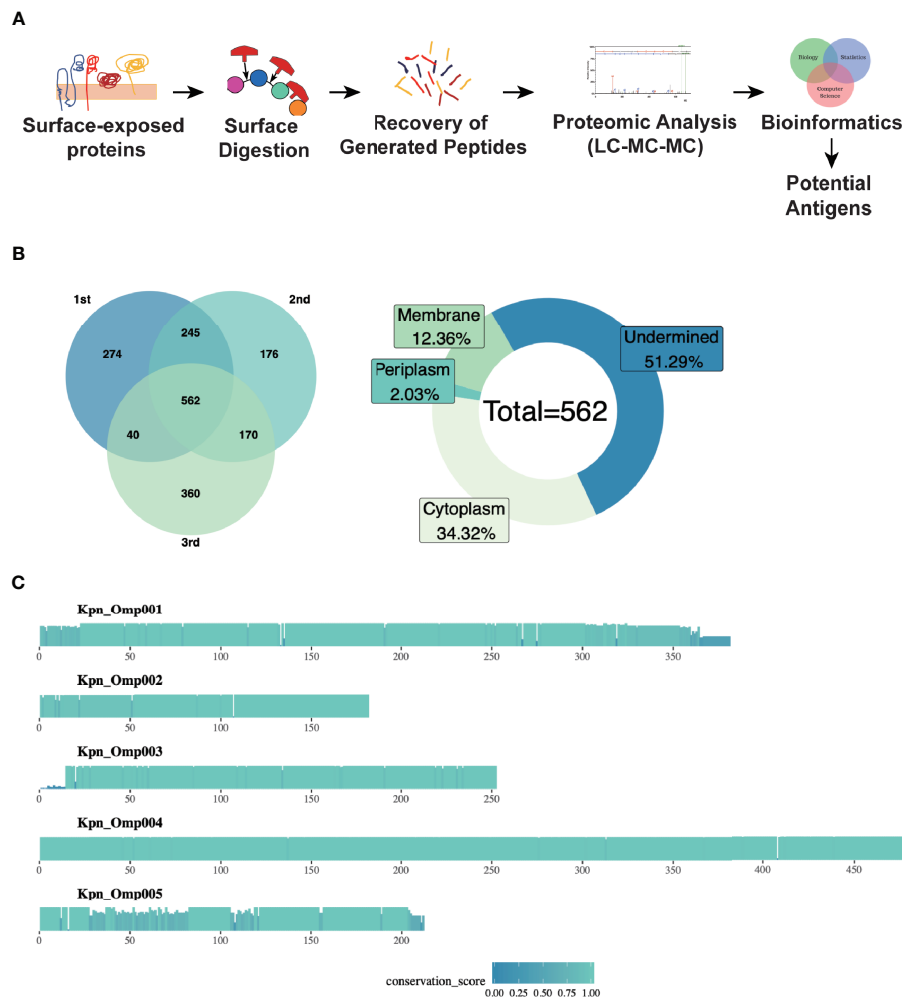 A
Biology
Statistics
Computer
Science
Surface-exposed
proteins
Surface
Digestion
Recovery of
Generated Peptides
Proteomic Analysis
(LC-MC-MC)
Bioinformatics
Potential
Antigens
B
1st
2nd
274
245
176
562
40
170
360
3rd
Membrane
12.36%
Periplasm
2.03%
Undermined
51.29%
Total=562
Cytoplasm
34.32%
C
Kpn_Omp001
0 50 100 150 200 250 300 350
Kpn_Omp002
0 50 100 150
Kpn_Omp003
0 50 100 150 200 250
Kpn_Omp004
0 50 100 150 200 250 300 350 400 450
Kpn_Omp005
0 50 100 150 200
conservation_score
0.00 0.25 0.50 0.75 1.00